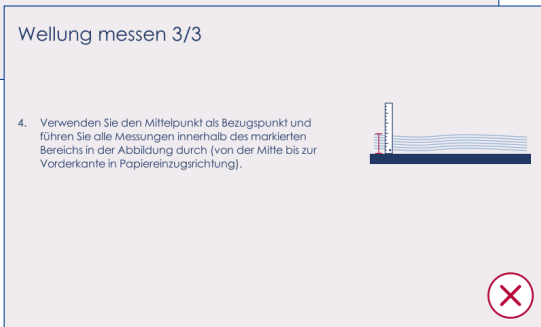 Wellung messen 3/3
4. Verwenden Sie den Mittelpunkt als Bezugspunkt und
führen Sie alle Messungen innerhalb des markierten
Bereichs in der Abbildung durch (von der Mitte bis zur
Vorderkante in Papiereinzugsrichtung).